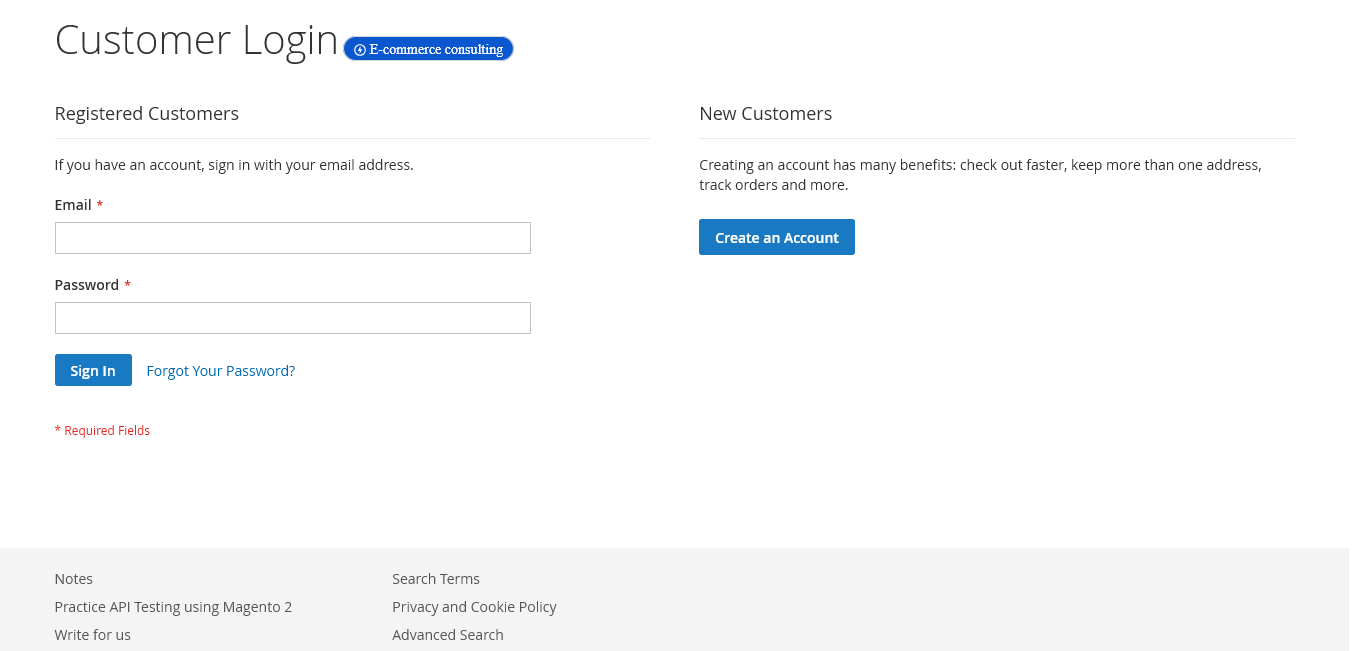 Customer Login
E-commerce consulting
Registered Customers
If you have an account, sign in with your email address.
Email *
Password *
Sign In
Forgot Your Password?
* Required Fields
New Customers
Creating an account has many benefits: check out faster, keep more than one address,
track orders and more.
Create an Account
Notes
Practice API Testing using Magento 2
Write for us
Search Terms
Privacy and Cookie Policy
Advanced Search